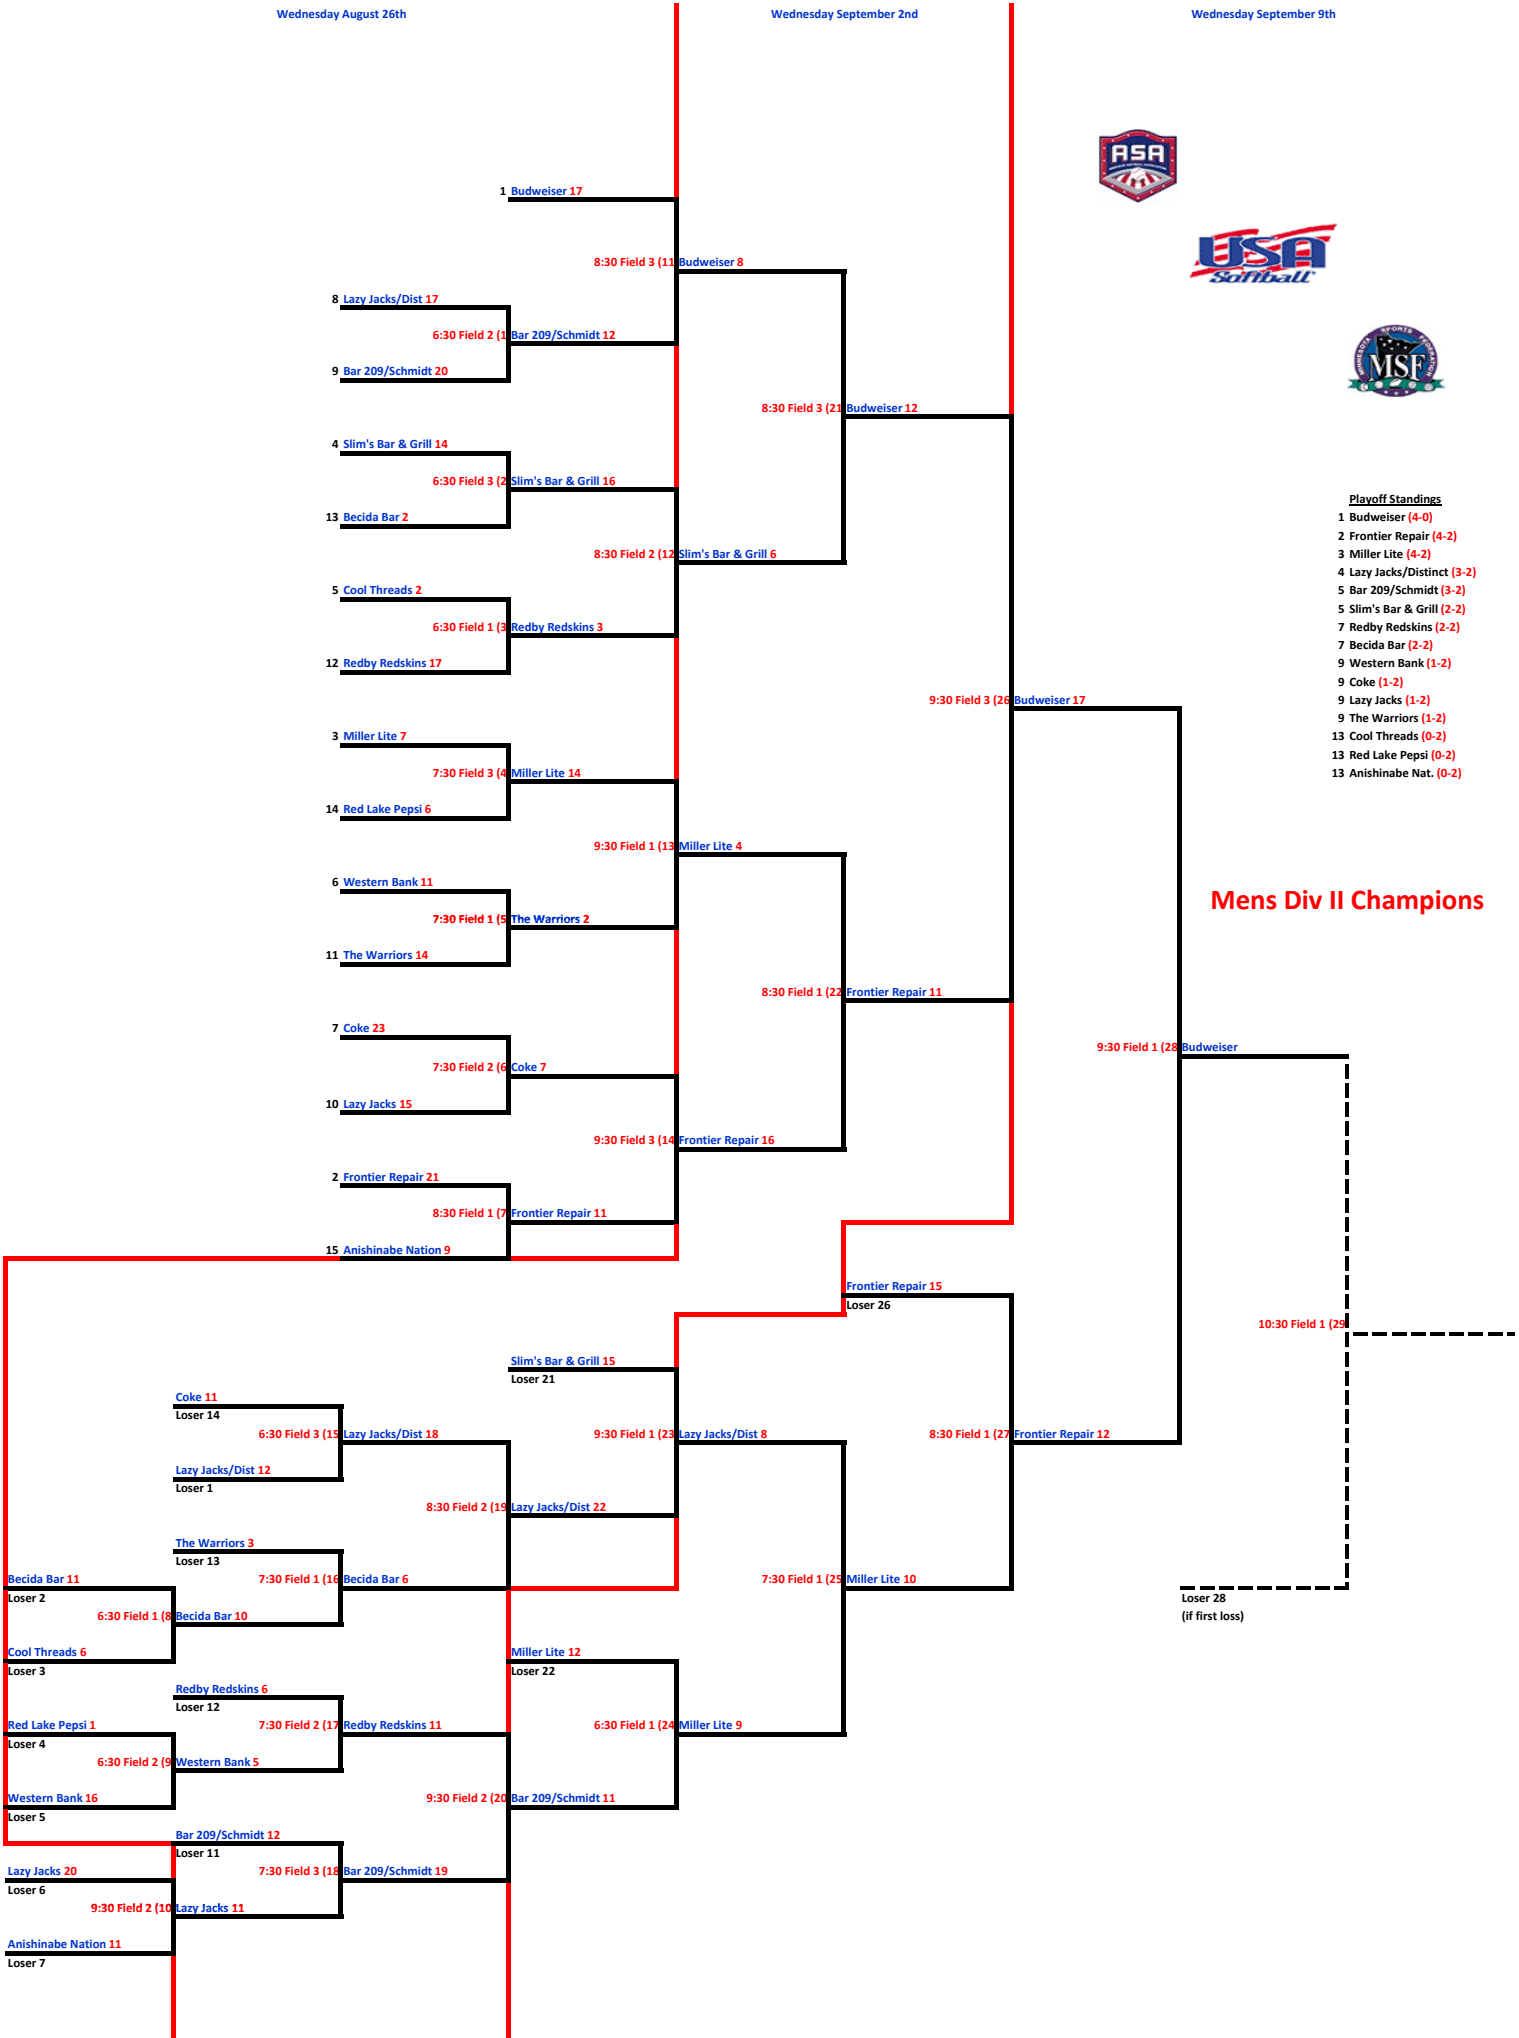 Wednesday August 26th
Wednesday September 2nd
Wednesday September 9th
ASA
1 Budweiser 17
USA
Softball
8:30 Field 3 (11
Budweiser 8
8 Lazy Jacks/Dist 17
6:30 Field 2 (1
Bar 209/Schmidt 12
MINNESOTA SPORTS FEDERATION
MSF
9 Bar 209/Schmidt 20
8:30 Field 3 (21
Budweiser 12
4 Slim's Bar & Grill 14
6:30 Field 3 (2
Slim's Bar & Grill 16
13 Becida Bar 2
8:30 Field 2 (12
Slim's Bar & Grill 6
Playoff Standings
1 Budweiser (4-0)
2 Frontier Repair (4-2)
3 Miller Lite (4-2)
4 Lazy Jacks/Distinct (3-2)
5 Bar 209/Schmidt (3-2)
5 Slim's Bar & Grill (2-2)
7 Redby Redskins (2-2)
7 Becida Bar (2-2)
9 Western Bank (1-2)
9 Coke (1-2)
9 Lazy Jacks (1-2)
9 The Warriors (1-2)
13 Cool Threads (0-2)
13 Red Lake Pepsi (0-2)
13 Anishinabe Nat. (0-2)
5 Cool Threads 2
6:30 Field 1 (3
Redby Redskins 3
12 Redby Redskins 17
9:30 Field 3 (26
Budweiser 17
3 Miller Lite 7
7:30 Field 3 (4
Miller Lite 14
14 Red Lake Pepsi 6
9:30 Field 1 (13
Miller Lite 4
6 Western Bank 11
Mens Div II Champions
7:30 Field 1 (5
The Warriors 2
11 The Warriors 14
8:30 Field 1 (22
Frontier Repair 11
7 Coke 23
9:30 Field 1 (28
Budweiser
7:30 Field 2 (6
Coke 7
10 Lazy Jacks 15
9:30 Field 3 (14
Frontier Repair 16
2 Frontier Repair 21
8:30 Field 1 (7
Frontier Repair 11
15 Anishinabe Nation 9
Frontier Repair 15
Loser 26
10:30 Field 1 (29
Slim's Bar & Grill 15
Loser 21
Coke 11
Loser 14
6:30 Field 3 (15
Lazy Jacks/Dist 18
9:30 Field 1 (23
Lazy Jacks/Dist 8
8:30 Field 1 (27
Frontier Repair 12
Lazy Jacks/Dist 12
Loser 1
8:30 Field 2 (19
Lazy Jacks/Dist 22
The Warriors 3
Loser 13
Becida Bar 11
Loser 2
7:30 Field 1 (16
Becida Bar 6
7:30 Field 1 (25
Miller Lite 10
Loser 28
(if first loss)
6:30 Field 1 (8
Becida Bar 10
Cool Threads 6
Loser 3
Miller Lite 12
Loser 22
Redby Redskins 6
Loser 12
Red Lake Pepsi 1
Loser 4
7:30 Field 2 (17
Redby Redskins 11
6:30 Field 1 (24
Miller Lite 9
6:30 Field 2 (9
Western Bank 5
Western Bank 16
Loser 5
9:30 Field 2 (20
Bar 209/Schmidt 11
Bar 209/Schmidt 12
Loser 11
Lazy Jacks 20
Loser 6
7:30 Field 3 (18
Bar 209/Schmidt 19
9:30 Field 2 (10
Lazy Jacks 11
Anishinabe Nation 11
Loser 7